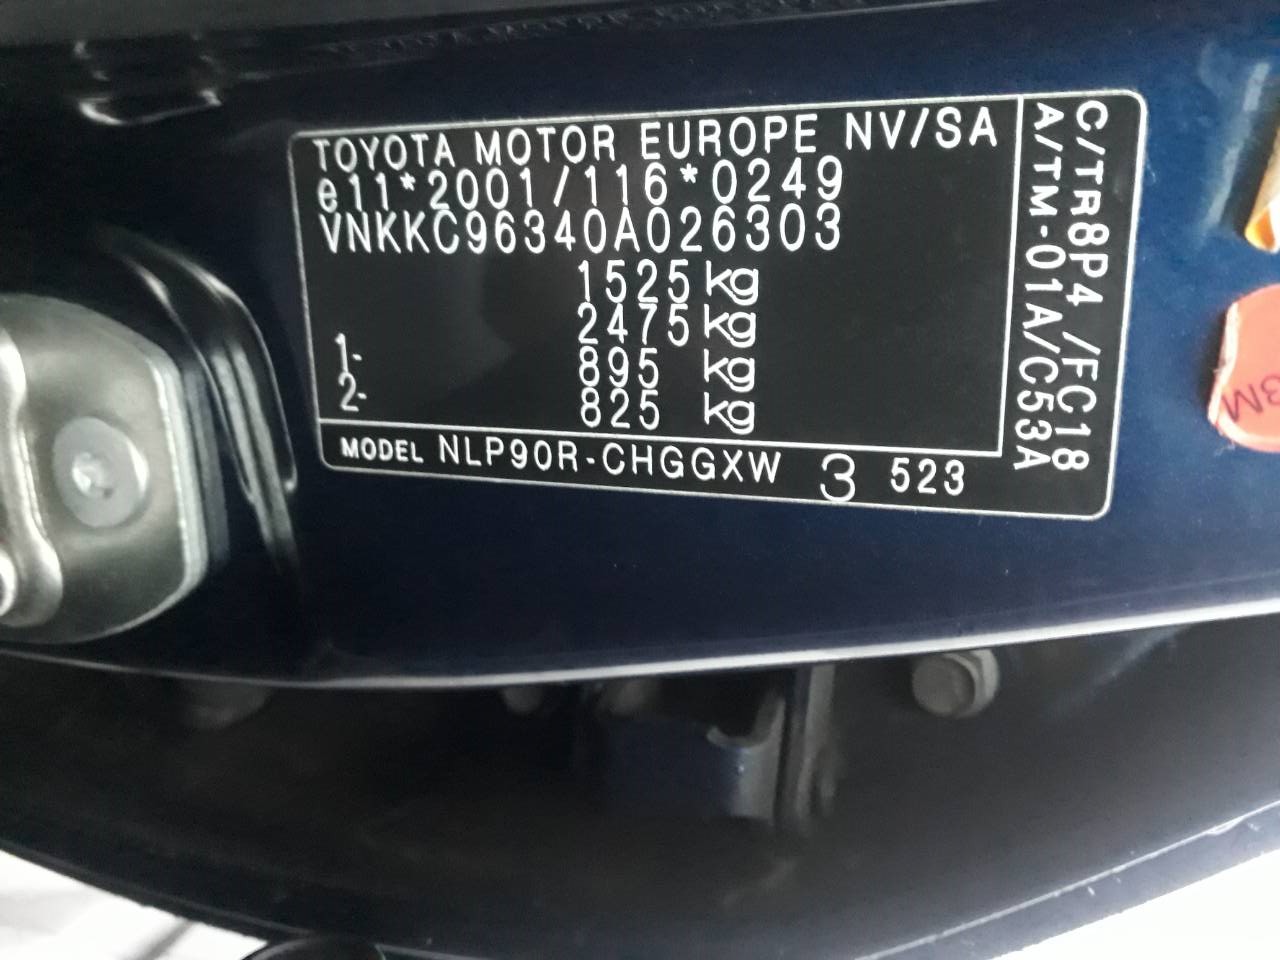 TOYOTA MOTOR EUROPE NV/SA
e11*2001/116*0249
VNKKC96340A026303
1525 kg
2475 kg
1- 895 kg
2- 825 kg
MODEL NLP90R-CHGGXW 3 523
C/TR8P4 /FC18
A/TM-01A/C53A
3M